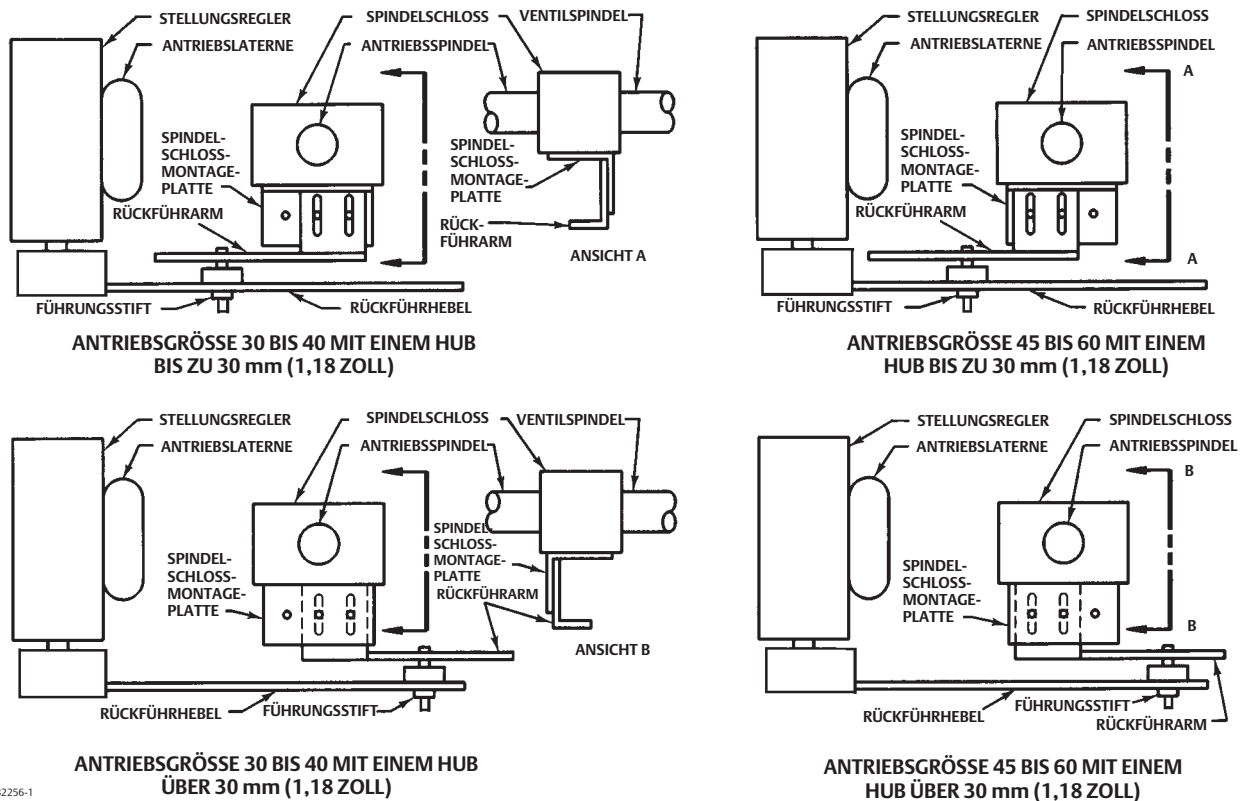 STELLUNGSREGLER
SPINDELSCHLOSS
VENTILSPINDEL
ANTRIEBSLATERNE
ANTRIEBSSPINDEL
SPINDEL-
SCHLOSS-
MONTAGE-
PLATTE
RÜCKFÜHRARM
SPINDEL-
SCHLOSS-
MONTAGE-
PLATTE
RÜCK-
FÜHRARM
ANSICHT A
FÜHRUNGSSTIFT
RÜCKFÜHRHEBEL
ANTRIEBSGRÖSSE 30 BIS 40 MIT EINEM HUB
BIS ZU 30 mm (1,18 ZOLL)
STELLUNGSREGLER
SPINDELSCHLOSS
ANTRIEBSLATERNE
ANTRIEBSSPINDEL
A
SPINDEL-
SCHLOSS-
MONTAGE-
PLATTE
RÜCKFÜHRARM
A
FÜHRUNGSSTIFT
RÜCKFÜHRHEBEL
ANTRIEBSGRÖSSE 45 BIS 60 MIT EINEM
HUB BIS ZU 30 mm (1,18 ZOLL)
STELLUNGSREGLER
SPINDELSCHLOSS
VENTILSPINDEL
ANTRIEBSLATERNE
ANTRIEBSSPINDEL
SPINDEL-
SCHLOSS-
MONTAGE-
PLATTE
SPINDEL-
SCHLOSS-
MONTAGE-
PLATTE
RÜCKFÜHRARM
ANSICHT B
RÜCKFÜHRHEBEL
FÜHRUNGSSTIFT
ANTRIEBSGRÖSSE 30 BIS 40 MIT EINEM HUB
ÜBER 30 mm (1,18 ZOLL)
STELLUNGSREGLER
SPINDELSCHLOSS
ANTRIEBSLATERNE
ANTRIEBSSPINDEL
B
SPINDEL-
SCHLOSS-
MONTAGE-
PLATTE
B
RÜCKFÜHRHEBEL
FÜHRUNGSSTIFT
RÜCKFÜHRARM
ANTRIEBSGRÖSSE 45 BIS 60 MIT EINEM
HUB ÜBER 30 mm (1,18 ZOLL)